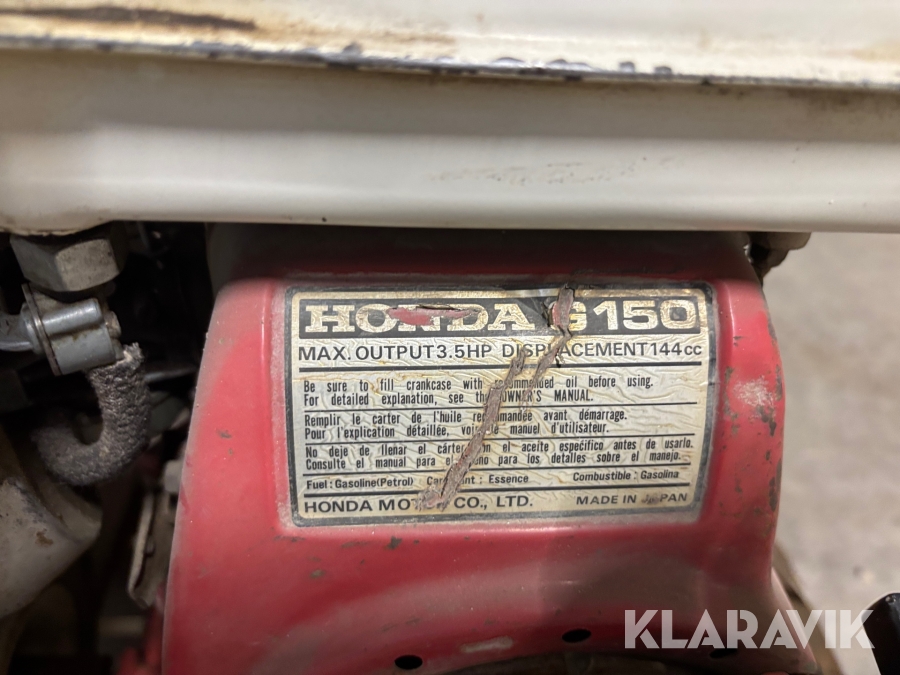 HONDA G150
MAX. OUTPUT 3.5HP DISPLACEMENT 144cc
Be sure to fill crankcase with recommended oil before using.
For detailed explanation, see the OWNER'S MANUAL.
Remplir le carter de l'huile recommandée avant démarrage.
Pour l'explication détaillée, voir le manuel d'utilisateur.
No deje de llenar el cárter con el aceite específico antes de usarlo.
Consulte el manual para el dueño para los detalles sobre el manejo.
Fuel : Gasoline(Petrol) Carburant : Essence Combustible : Gasolina
HONDA MOTOR CO., LTD. MADE IN JAPAN
KLARAVIK